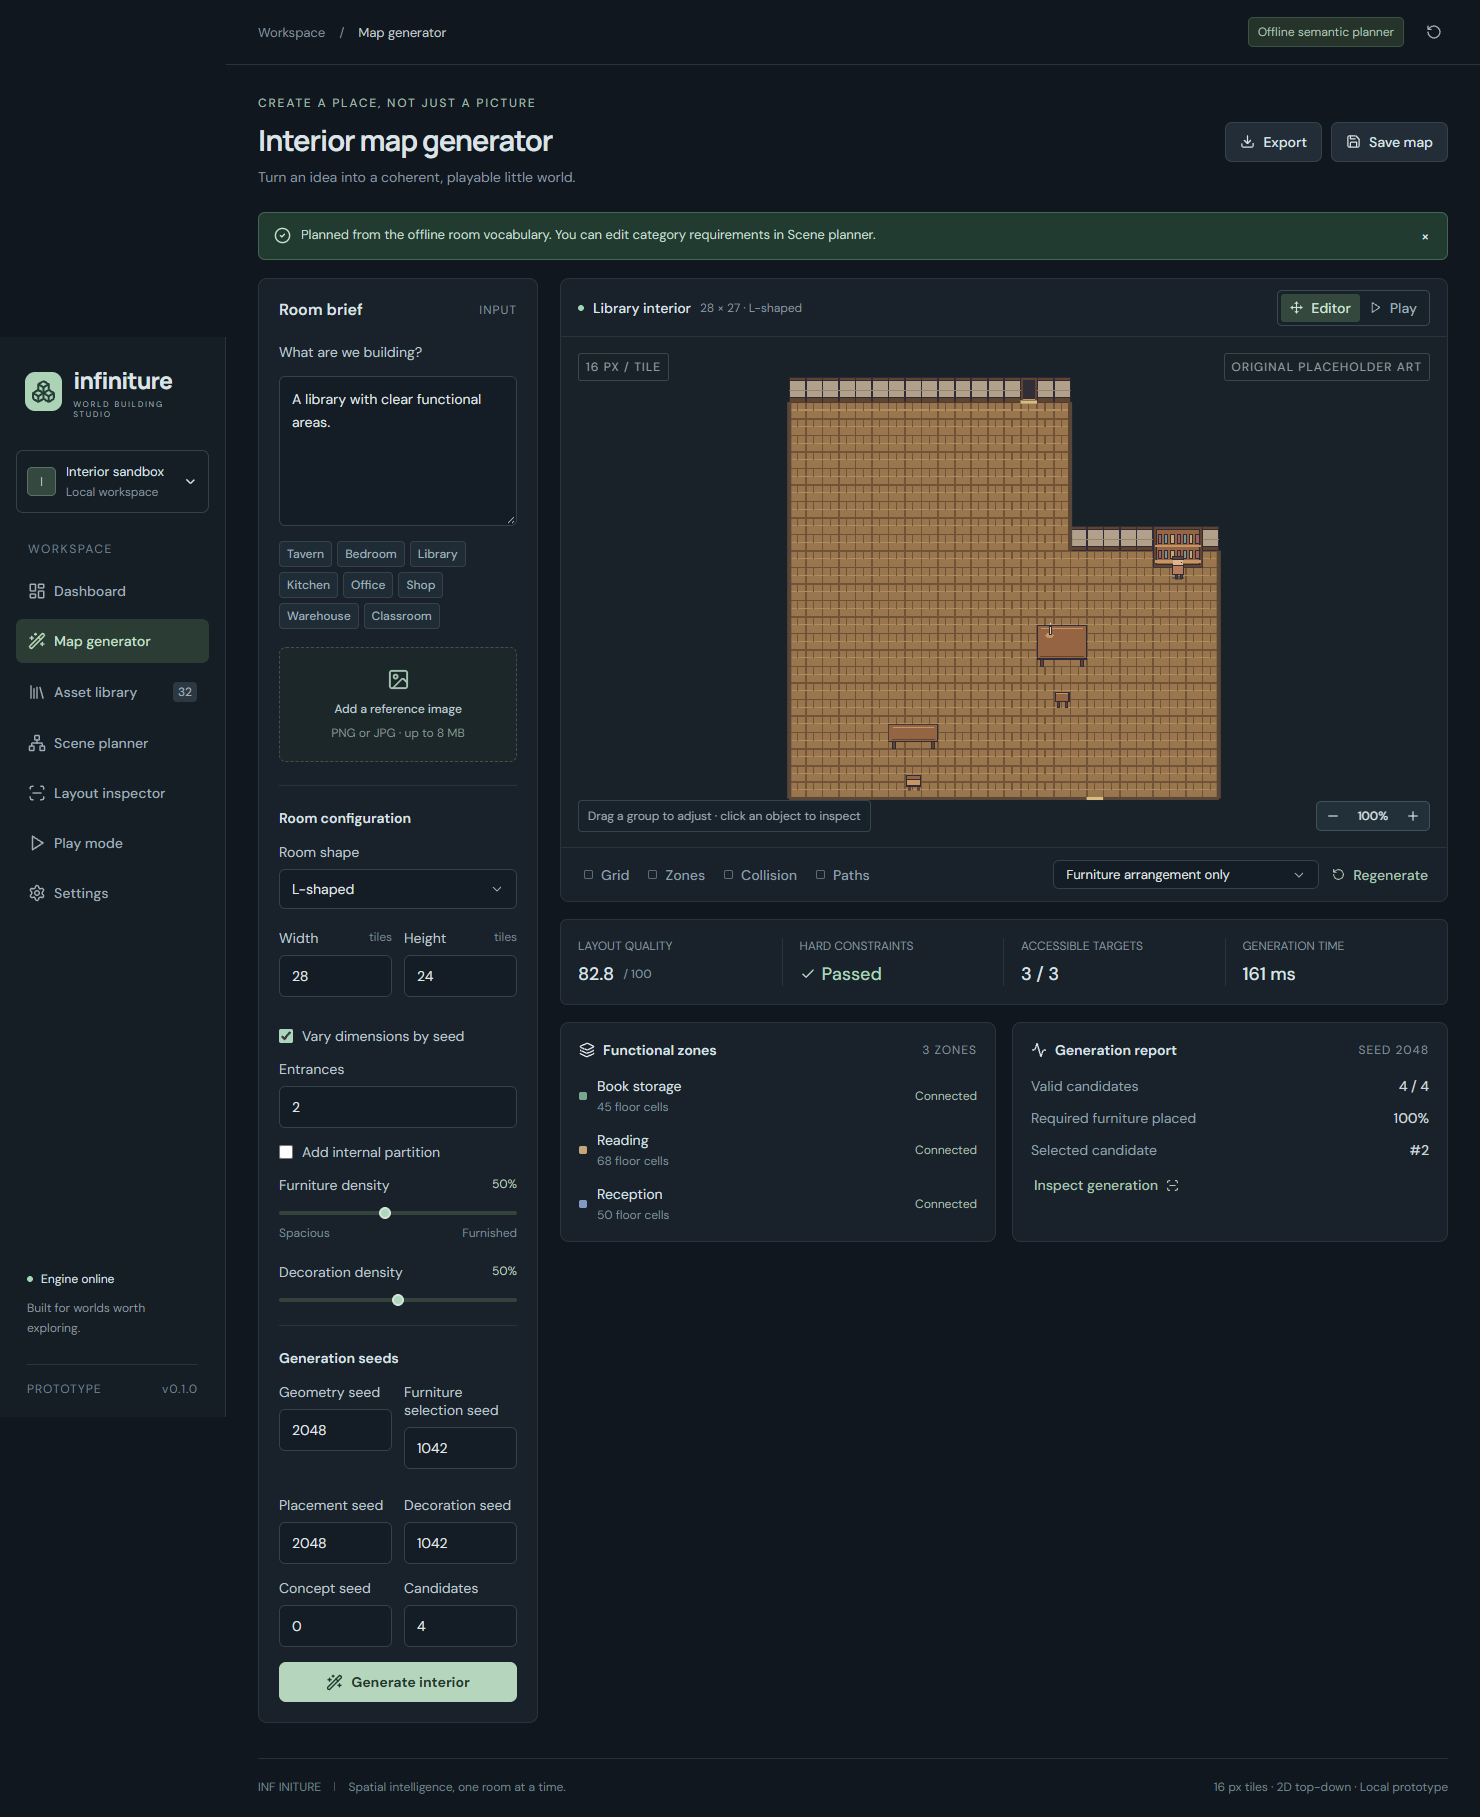 Workspace / Map generator
Offline semantic planner
CREATE A PLACE, NOT JUST A PICTURE
Interior map generator
Turn an idea into a coherent, playable little world.
Export
Save map
Planned from the offline room vocabulary. You can edit category requirements in Scene planner.
×
infiniture
WORLD BUILDING
STUDIO
I
Interior sandbox
Local workspace
WORKSPACE
Dashboard
Map generator
Asset library
32
Scene planner
Layout inspector
Play mode
Settings
Engine online
Built for worlds worth
exploring.
PROTOTYPE
v0.1.0
Room brief
INPUT
What are we building?
A library with clear functional
areas.
Tavern
Bedroom
Library
Kitchen
Office
Shop
Warehouse
Classroom
Add a reference image
PNG or JPG · up to 8 MB
Room configuration
Room shape
L-shaped
Width tiles
Height tiles
28
24
Vary dimensions by seed
Entrances
2
Add internal partition
Furniture density 50%
Spacious Furnished
Decoration density 50%
Generation seeds
Geometry seed
2048
Furniture
selection seed
1042
Placement seed
2048
Decoration seed
1042
Concept seed
0
Candidates
4
Generate interior
Library interior 28 × 27 · L-shaped
Editor
Play
16 PX / TILE
ORIGINAL PLACEHOLDER ART
Drag a group to adjust · click an object to inspect
100%
Grid
Zones
Collision
Paths
Furniture arrangement only
Regenerate
LAYOUT QUALITY
82.8 / 100
HARD CONSTRAINTS
Passed
ACCESSIBLE TARGETS
3 / 3
GENERATION TIME
161 ms
Functional zones
3 ZONES
Book storage
45 floor cells
Connected
Reading
68 floor cells
Connected
Reception
50 floor cells
Connected
Generation report
SEED 2048
Valid candidates 4 / 4
Required furniture placed 100%
Selected candidate #2
Inspect generation
INF INITURE | Spatial intelligence, one room at a time.
16 px tiles · 2D top-down · Local prototype